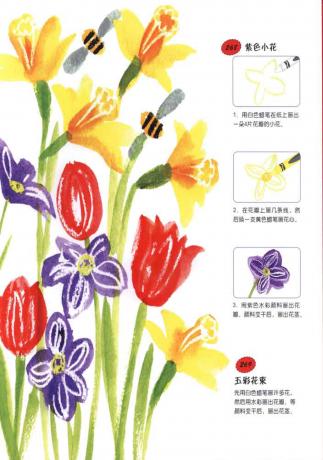 268 紫色小花
1. 用白色蜡笔在纸上画出
一朵4片花瓣的小花。
2. 在花瓣上画几条线，然
后换一支黄色蜡笔画花心。
3. 用紫色水彩颜料画出花
瓣，颜料变干后，画出花茎。
269
五彩花束
先用白色蜡笔画许多花，
然后用水彩画出花瓣，等
颜料变干后，画出花茎。